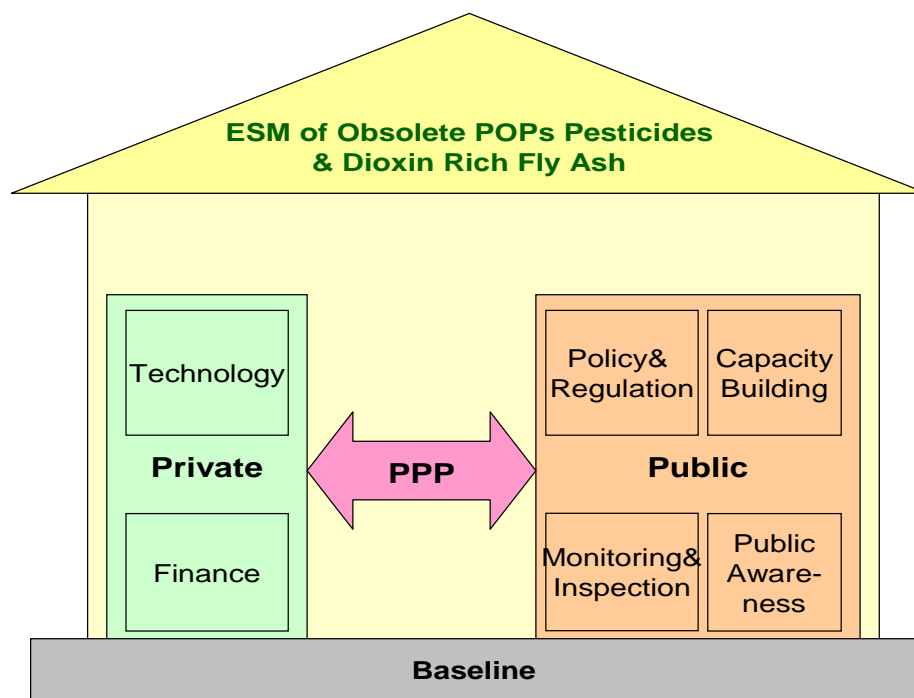 ESM of Obsolete POPs Pesticides
& Dioxin Rich Fly Ash
Technology
Private
Finance
PPP
Policy&
Regulation
Capacity
Building
Public
Monitoring&
Inspection
Public
Aware-
ness
Baseline